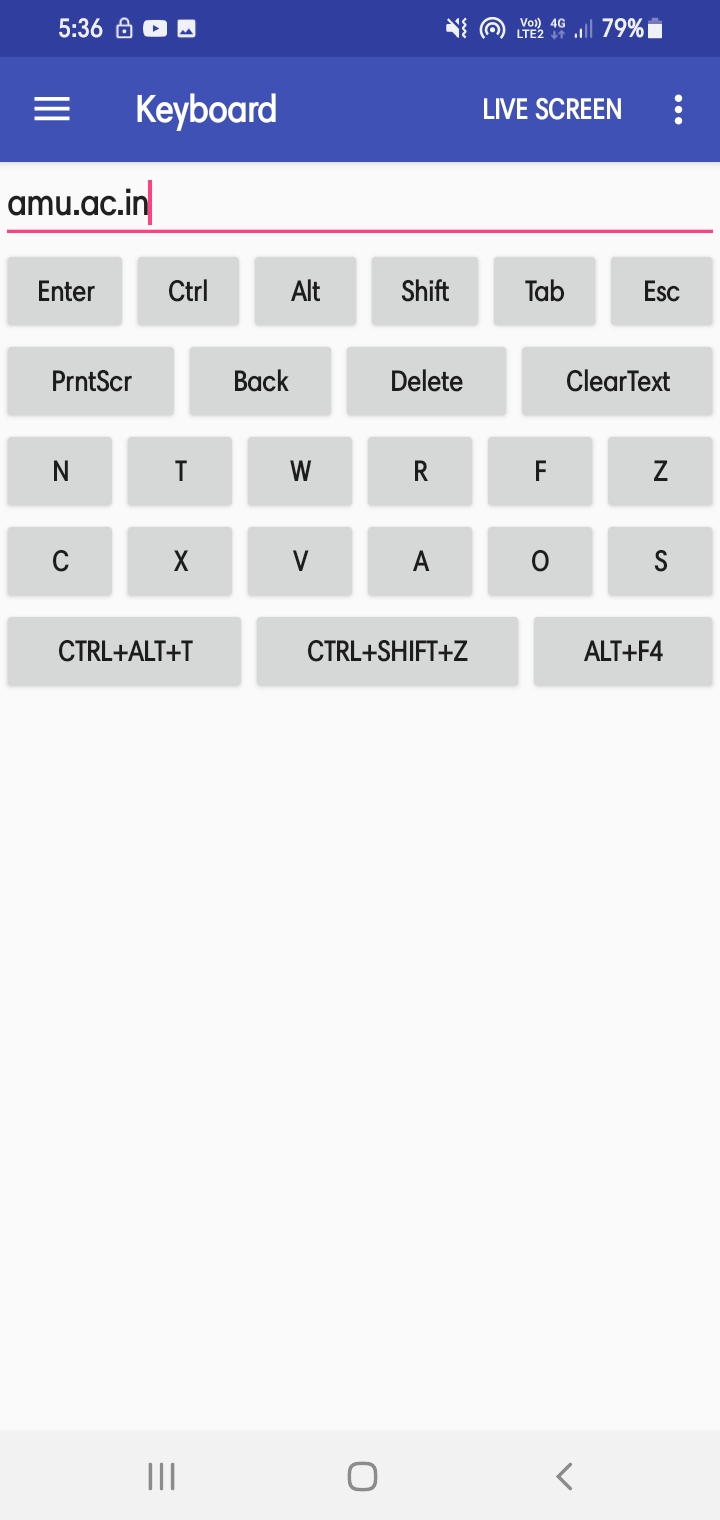 5:36 Vo)) LTE2 4G 79%
Keyboard LIVE SCREEN
amu.ac.in
Enter Ctrl Alt Shift Tab Esc
PrntScr Back Delete ClearText
N T W R F Z
C X V A O S
CTRL+ALT+T CTRL+SHIFT+Z ALT+F4